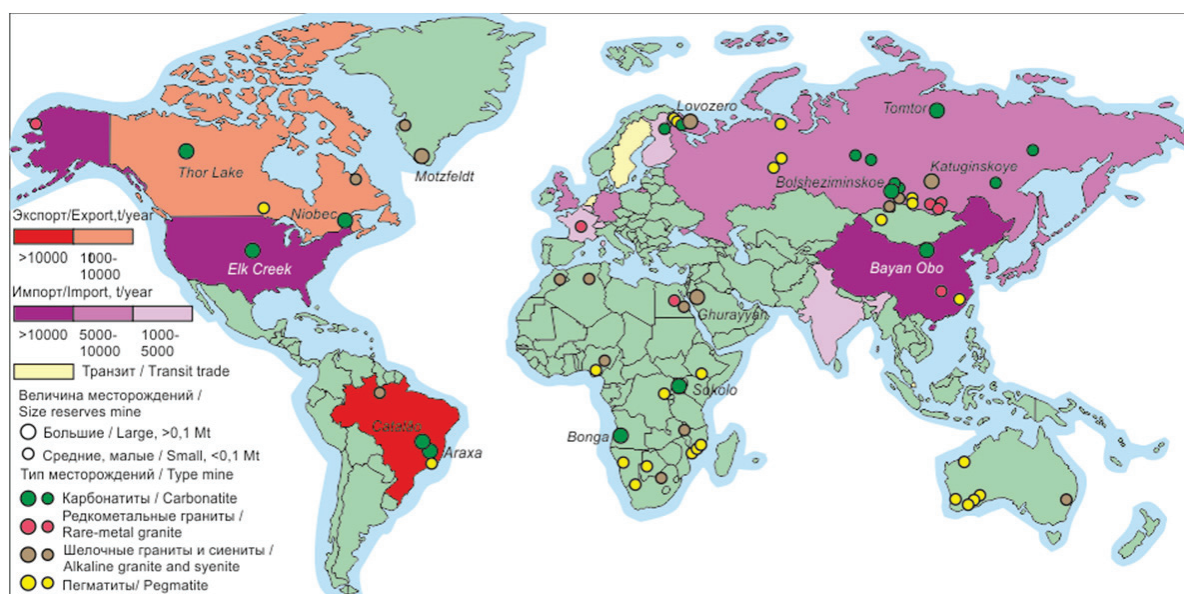 Lovozero
Tomtor
Thor Lake
Motzfeldt
Katuginskoye
Bolsheziminskoe
Экспорт/Export,t/year
Niobec
>10000
1000-
10000
Elk Creek
Bayan Obo
Импорт/Import, t/year
Ghurayyah
>10000
5000-
10000
1000-
5000
Транзит / Transit trade
Величина месторождений /
Size reserves mine
Sokolo
Большие / Large, >0,1 Mt
Bonga
Araxa
Средние, малые / Small, <0,1 Mt
Тип месторождений / Type mine
Карбонатиты / Carbonatite
Редкометальные граниты /
Rare-metal granite
Шелочные граниты и сиениты /
Alkaline granite and syenite
Пегматиты/ Pegmatite